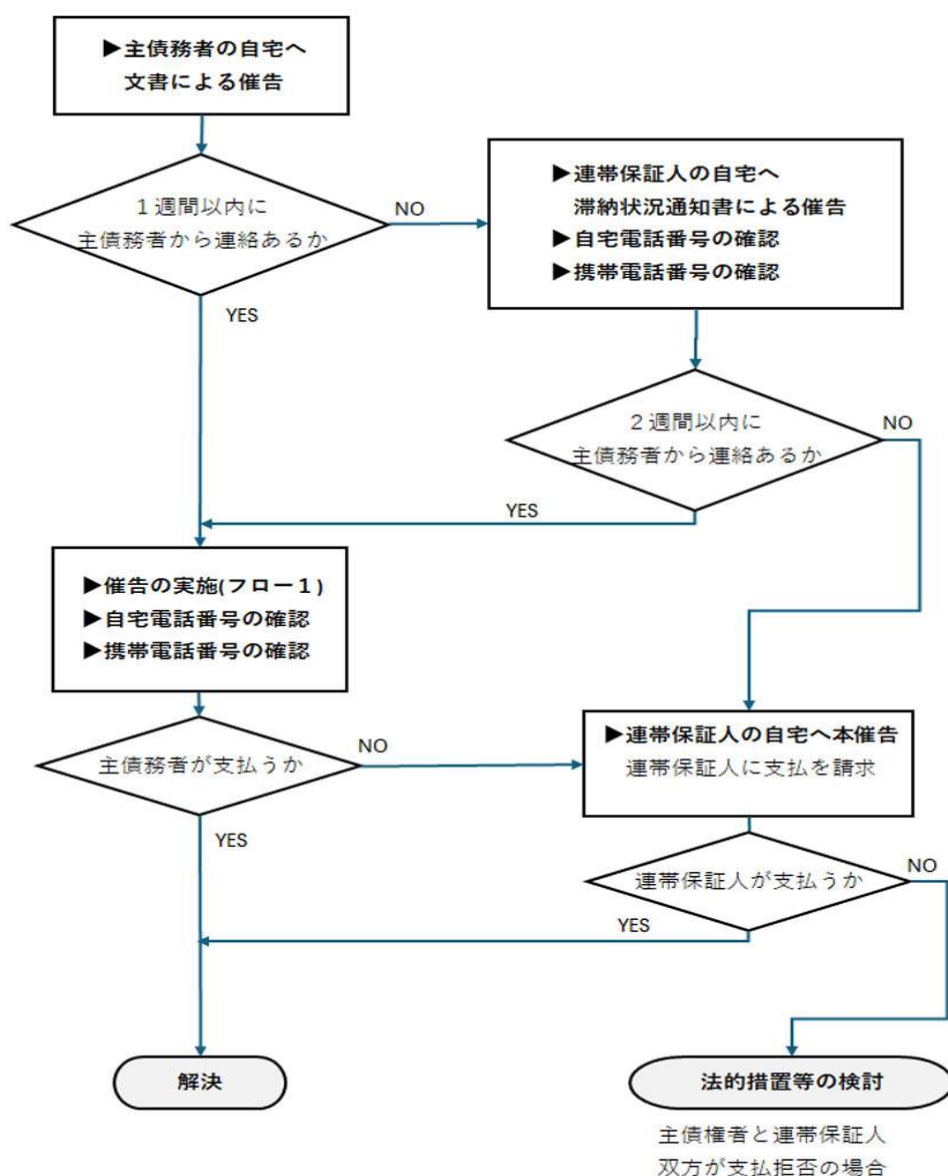 ▶主債務者の自宅へ
文書による催告
1週間以内に
主債務者から連絡あるか
NO
YES
▶連帯保証人の自宅へ
滞納状況通知書による催告
▶自宅電話番号の確認
▶携帯電話番号の確認
2週間以内に
主債務者から連絡あるか
NO
YES
▶催告の実施(フロー１)
▶自宅電話番号の確認
▶携帯電話番号の確認
主債務者が支払うか
NO
YES
▶連帯保証人の自宅へ本催告
連帯保証人に支払を請求
連帯保証人が支払うか
NO
YES
解決
法的措置等の検討
主債権者と連帯保証人
双方が支払拒否の場合